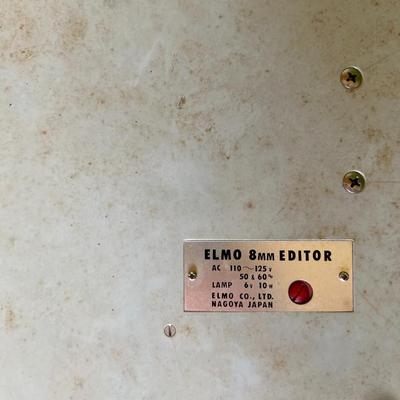 ELMO 8MM EDITOR
AC 110～125V
50 & 60～
LAMP 6V 10W
ELMO CO., LTD.
NAGOYA JAPAN